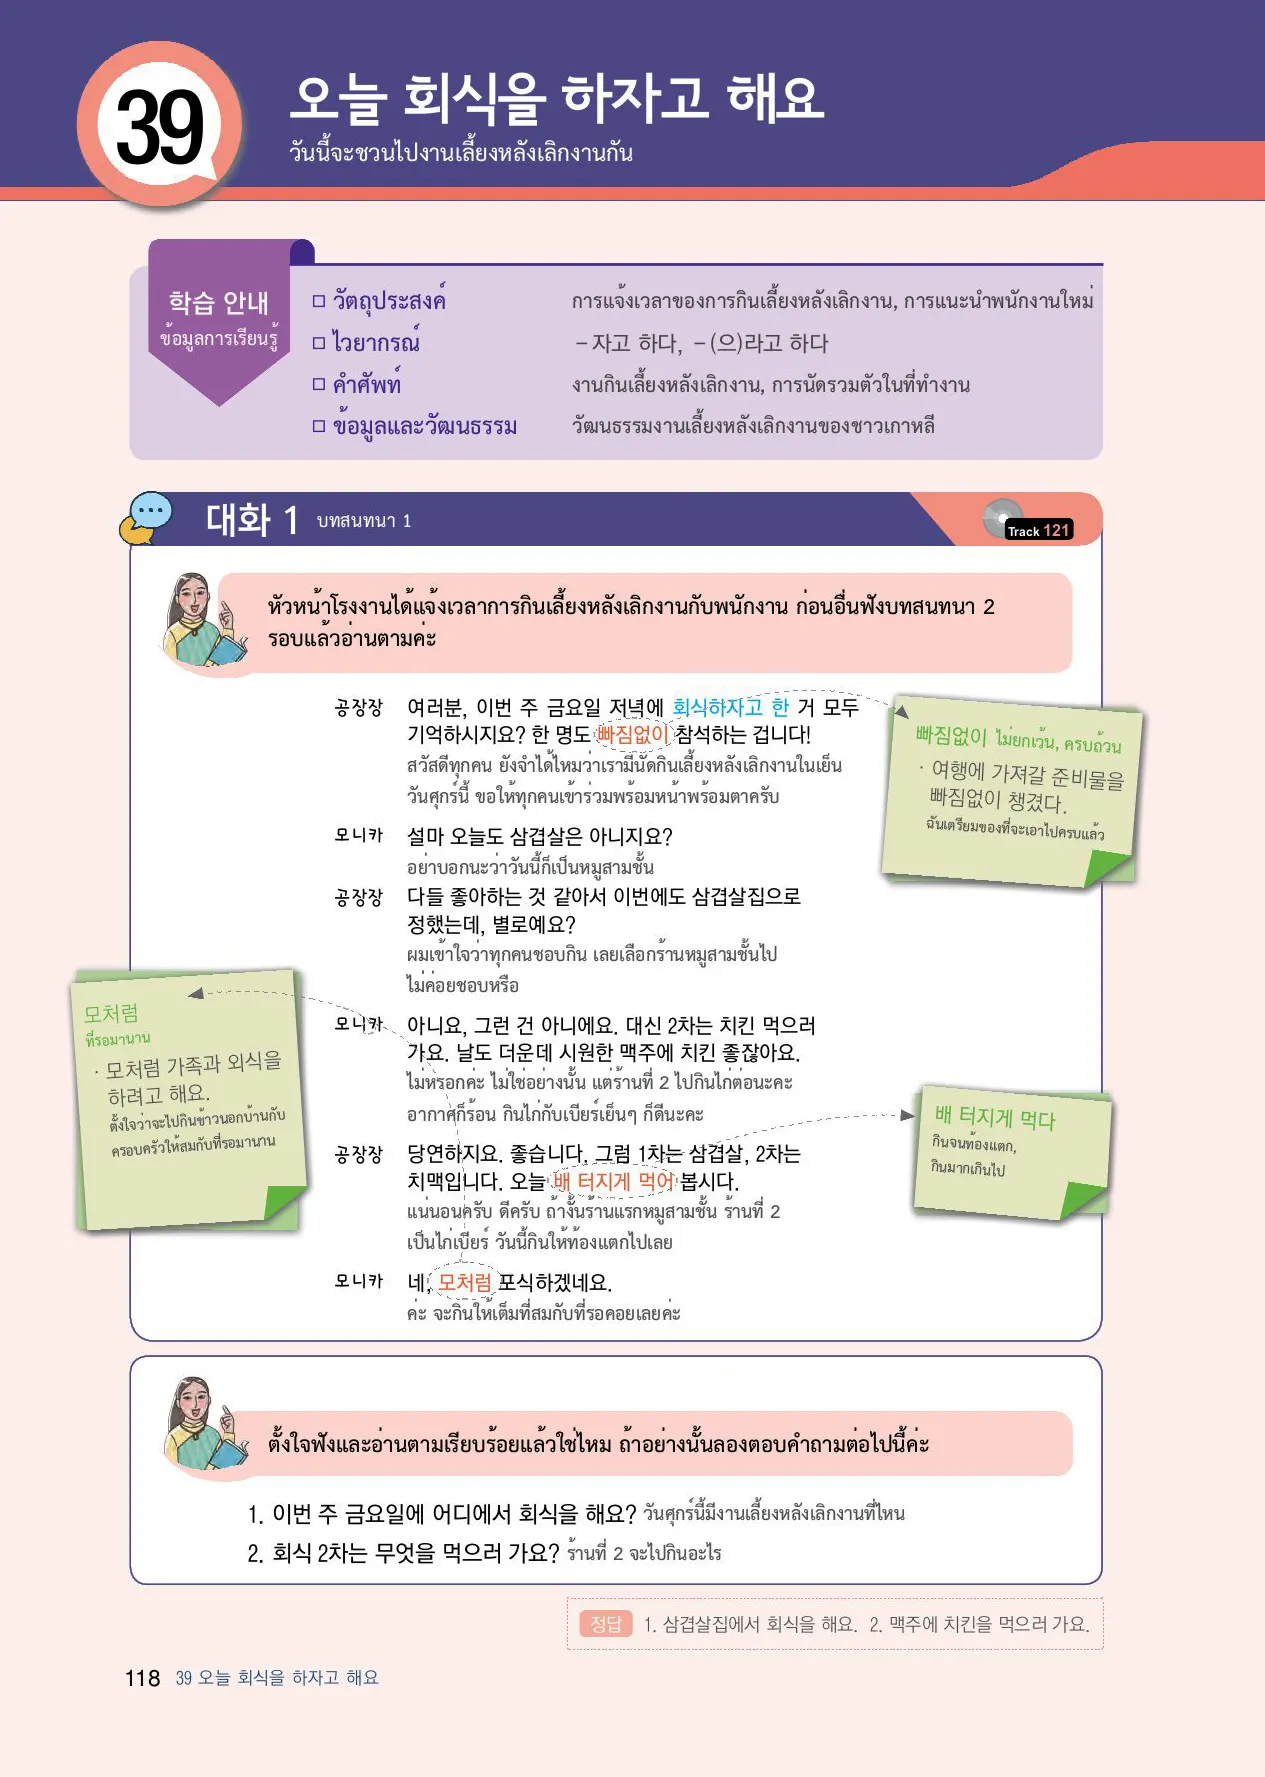 39
오늘 회식을 하자고 해요
วันนี้จะชวนไปงานเลี้ยงหลังเลิกงานกัน
학습 안내
ข้อมูลการเรียนรู้
□ วัตถุประสงค์ การแจ้งเวลาของการกินเลี้ยงหลังเลิกงาน, การแนะนำพนักงานใหม่
□ ไวยากรณ์ -자고 하다, -(으)라고 하다
□ คำศัพท์ งานกินเลี้ยงหลังเลิกงาน, การนัดรวมตัวในที่ทำงาน
□ ข้อมูลและวัฒนธรรม วัฒนธรรมงานเลี้ยงหลังเลิกงานของชาวเกาหลี
대화 1 บทสนทนา 1
Track 121
หัวหน้าโรงงานได้แจ้งเวลาการกินเลี้ยงหลังเลิกงานกับพนักงาน ก่อนอื่นฟังบทสนทนา 2
รอบแล้วอ่านตามค่ะ
공장장 여러분, 이번 주 금요일 저녁에 회식하자고 한 거 모두
기억하시지요? 한 명도 빠짐없이 참석하는 겁니다!
สวัสดีทุกคน ยังจำได้ไหมว่าเรามีนัดกินเลี้ยงหลังเลิกงานในเย็น
วันศุกร์นี้ ขอให้ทุกคนเข้าร่วมพร้อมหน้าพร้อมตาครับ
모니카 설마 오늘도 삼겹살은 아니지요?
อย่าบอกนะว่าวันนี้ก็เป็นหมูสามชั้น
공장장 다들 좋아하는 것 같아서 이번에도 삼겹살집으로
정했는데, 별로예요?
ผมเข้าใจว่าทุกคนชอบกิน เลยเลือกร้านหมูสามชั้นไป
ไม่ค่อยชอบหรือ
모니카 아니요, 그런 건 아니에요. 대신 2차는 치킨 먹으러
가요. 날도 더운데 시원한 맥주에 치킨 좋잖아요.
ไม่หรอกค่ะ ไม่ใช่อย่างนั้น แต่ร้านที่ 2 ไปกินไก่ต่อนะคะ
อากาศก็ร้อน กินไก่กับเบียร์เย็นๆ ก็ดีนะคะ
공장장 당연하지요. 좋습니다. 그럼 1차는 삼겹살, 2차는
치맥입니다. 오늘 배 터지게 먹어 봅시다.
แน่นอนครับ ดีครับ ถ้างั้นร้านแรกหมูสามชั้น ร้านที่ 2
เป็นไก่เบียร์ วันนี้กินให้ท้องแตกไปเลย
모니카 네, 모처럼 포식하겠네요.
ค่ะ จะกินให้เต็มที่สมกับที่รอคอยเลยค่ะ
빠짐없이 ไม่ยกเว้น, ครบถ้วน
· 여행에 가져갈 준비물을
빠짐없이 챙겼다.
ฉันเตรียมของที่จะเอาไปครบแล้ว
모처럼
ที่รอมานาน
· 모처럼 가족과 외식을
하려고 해요.
ตั้งใจว่าจะไปกินข้าวนอกบ้านกับ
ครอบครัวให้สมกับที่รอมานาน
배 터지게 먹다
กินจนท้องแตก,
กินมากเกินไป
ตั้งใจฟังและอ่านตามเรียบร้อยแล้วใช่ไหม ถ้าอย่างนั้นลองตอบคำถามต่อไปนี้ค่ะ
1. 이번 주 금요일에 어디에서 회식을 해요? วันศุกร์นี้มีงานเลี้ยงหลังเลิกงานที่ไหน
2. 회식 2차는 무엇을 먹으러 가요? ร้านที่ 2 จะไปกินอะไร
정답 1. 삼겹살집에서 회식을 해요. 2. 맥주에 치킨을 먹으러 가요.
118 39 오늘 회식을 하자고 해요